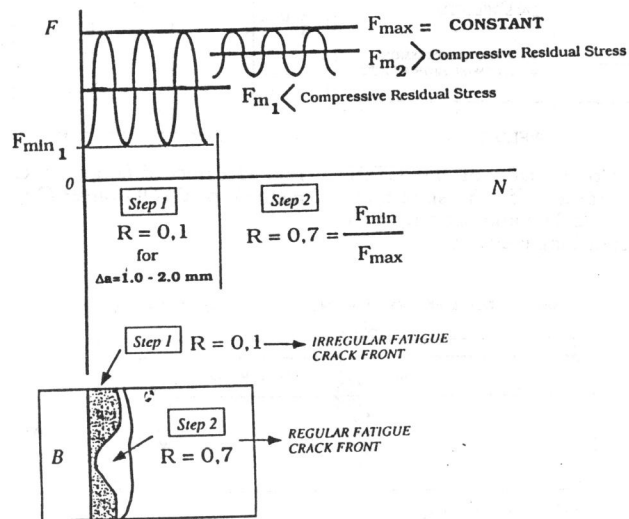 F
Fmax = CONSTANT
Fm2 > Compressive Residual Stress
Fm1 < Compressive Residual Stress
Fmin1
0
N
Step 1
R = 0,1
for
Δa=1.0 - 2.0 mm
Step 2
R = 0,7 = Fmin
Fmax
Step 1 R = 0,1 → IRREGULAR FATIGUE
CRACK FRONT
B
Step 2
R = 0,7 → REGULAR FATIGUE
CRACK FRONT